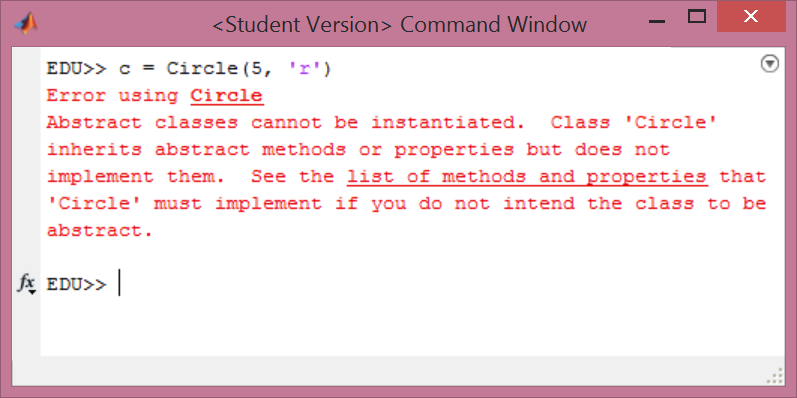 <Student Version> Command Window
EDU>> c = Circle(5, 'r')
Error using Circle
Abstract classes cannot be instantiated.  Class 'Circle'
inherits abstract methods or properties but does not
implement them.  See the list of methods and properties that
'Circle' must implement if you do not intend the class to be
abstract.
fx EDU>>